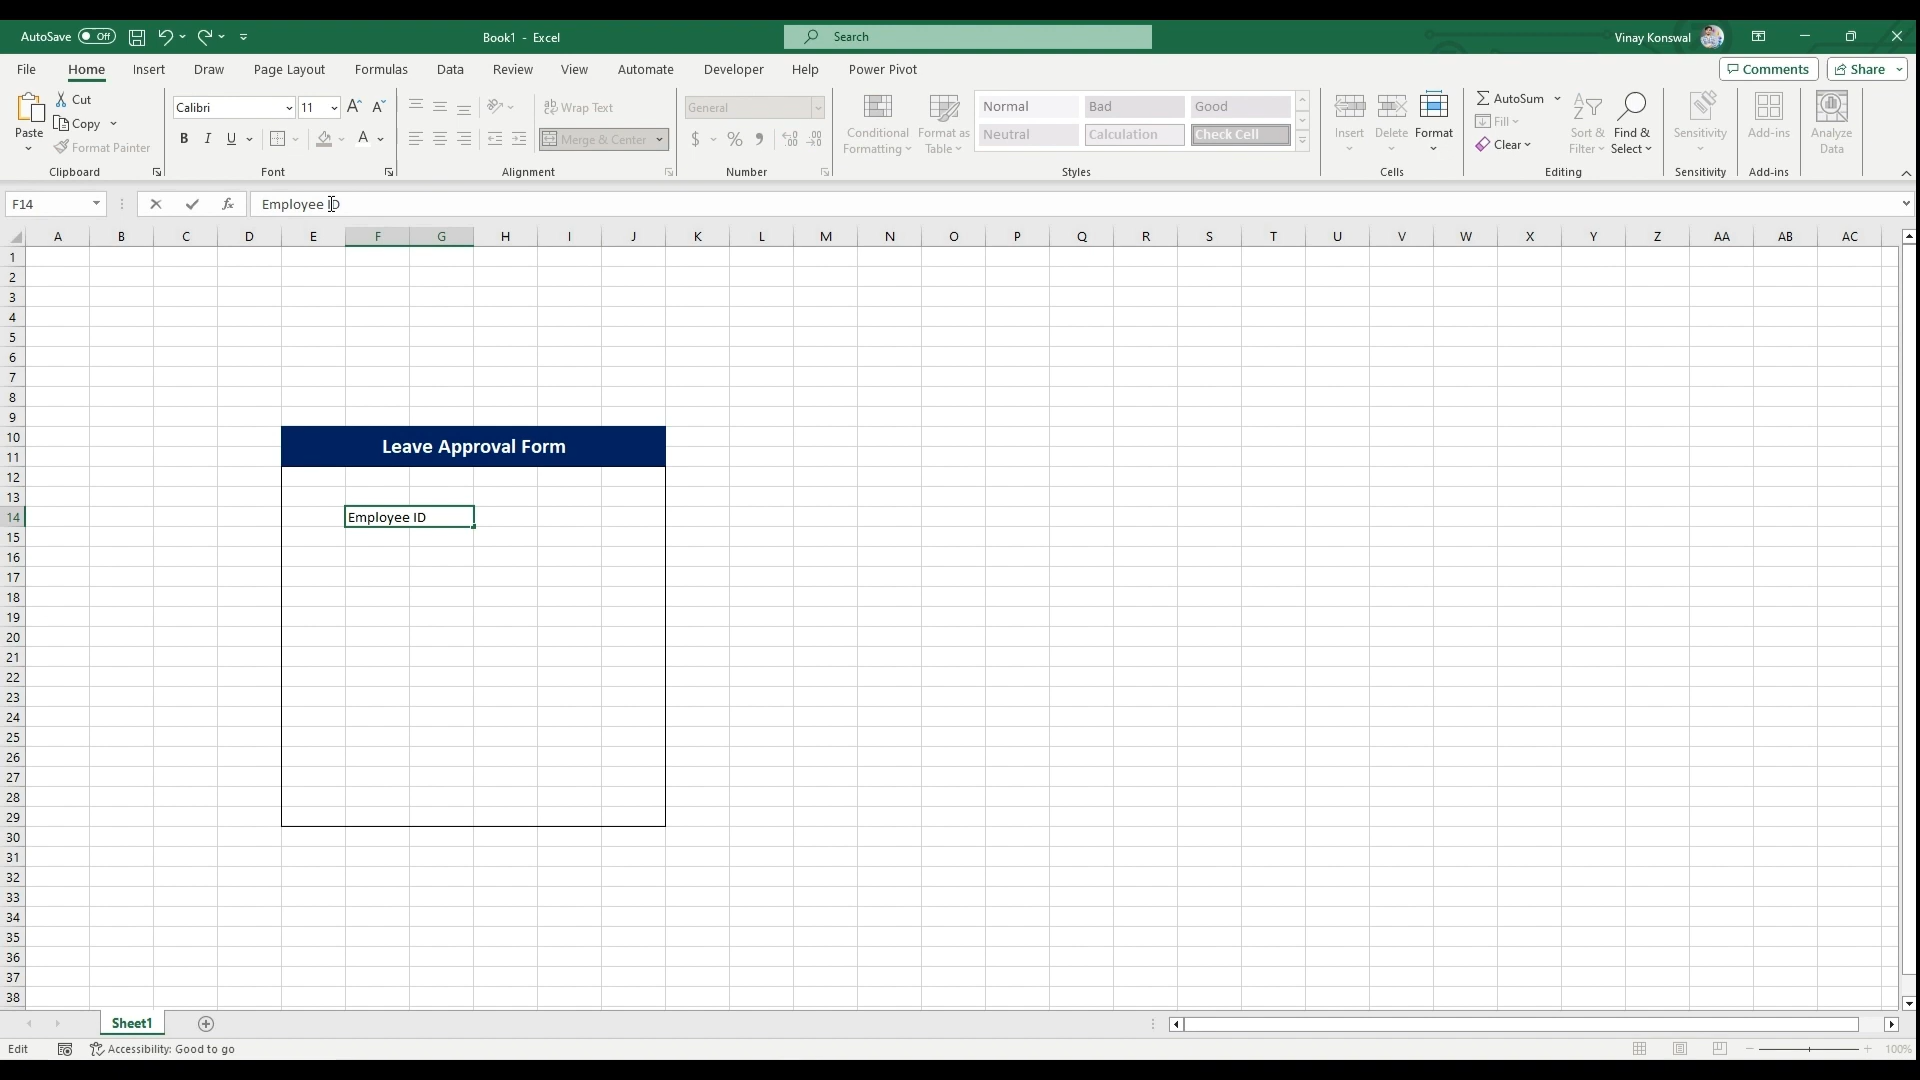 AutoSave Off Book1 - Excel Search Vinay Konswal
File Home Insert Draw Page Layout Formulas Data Review View Automate Developer Help Power Pivot Comments Share
Paste
Cut
Copy
Format Painter
Clipboard
Calibri 11
B I U
Font
Wrap Text
Merge & Center
Alignment
General
$ % 9
Number
Conditional Formatting
Format as Table
Normal Bad Good
Neutral Calculation Check Cell
Styles
Insert Delete Format
Cells
AutoSum
Fill
Clear
Sort & Filter
Find & Select
Editing
Sensitivity
Sensitivity
Add-ins
Add-ins
Analyze Data
F14 fx Employee ID
A B C D E F G H I J K L M N O P Q R S T U V W X Y Z AA AB AC
1
2
3
4
5
6
7
8
9
10
Leave Approval Form
11
12
13
14 Employee ID
15
16
17
18
19
20
21
22
23
24
25
26
27
28
29
30
31
32
33
34
35
36
37
38
Sheet1
Edit Accessibility: Good to go 100%